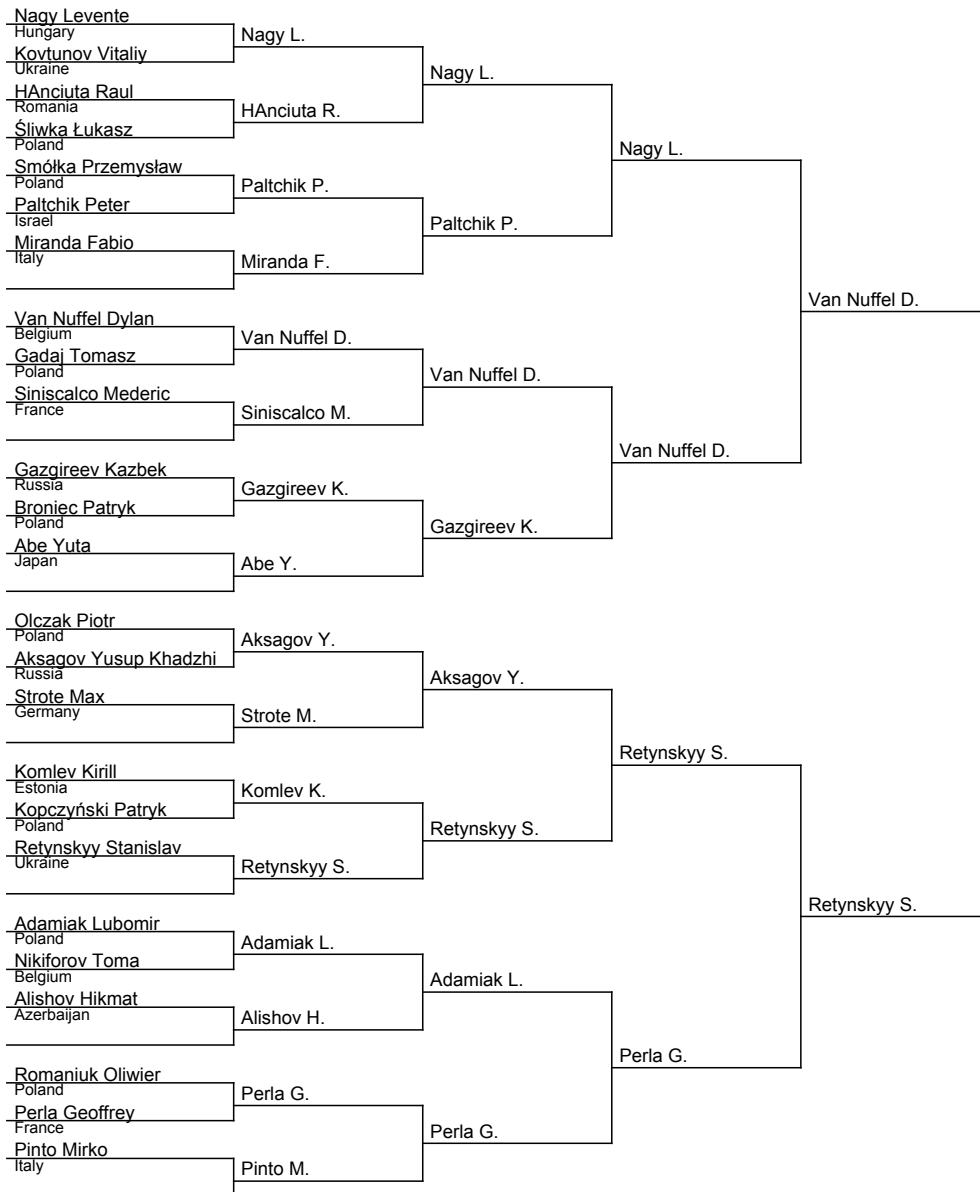 Nagy Levente
Hungary
Nagy L.
Kovtunov Vitaliy
Ukraine
Nagy L.
HAnciuta Raul
Romania
HAnciuta R.
Śliwka Łukasz
Poland
Nagy L.
Smółka Przemysław
Poland
Paltchik P.
Paltchik Peter
Israel
Paltchik P.
Miranda Fabio
Italy
Miranda F.
Van Nuffel D.
Van Nuffel Dylan
Belgium
Van Nuffel D.
Gadaj Tomasz
Poland
Van Nuffel D.
Siniscalco Mederic
France
Siniscalco M.
Van Nuffel D.
Gazgireev Kazbek
Russia
Gazgireev K.
Broniec Patryk
Poland
Gazgireev K.
Abe Yuta
Japan
Abe Y.
Olczak Piotr
Poland
Aksagov Y.
Aksagov Yusup Khadzhi
Russia
Aksagov Y.
Strote Max
Germany
Strote M.
Retynskyy S.
Komlev Kirill
Estonia
Komlev K.
Kopczyński Patryk
Poland
Retynskyy S.
Retynskyy Stanislav
Ukraine
Retynskyy S.
Retynskyy S.
Adamiak Lubomir
Poland
Adamiak L.
Nikiforov Toma
Belgium
Adamiak L.
Alishov Hikmat
Azerbaijan
Alishov H.
Perla G.
Romaniuk Oliwier
Poland
Perla G.
Perla Geoffrey
France
Perla G.
Pinto Mirko
Italy
Pinto M.